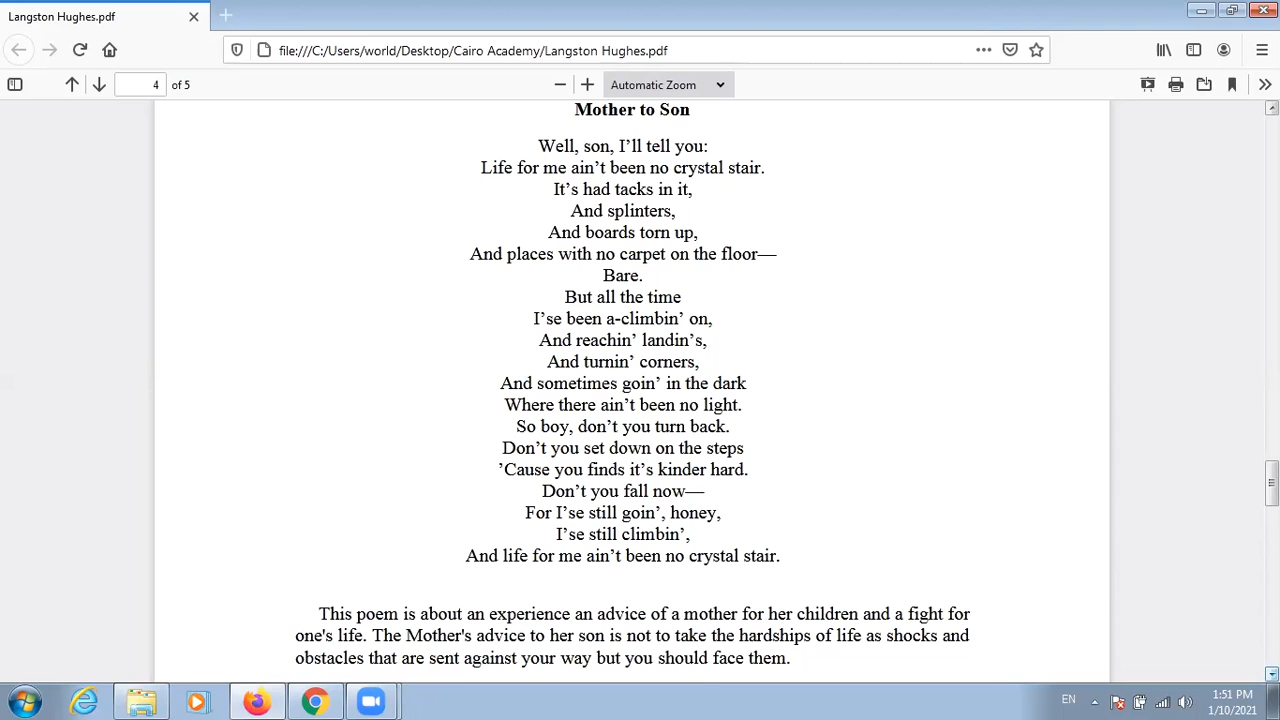 Langston Hughes.pdf
file:///C:/Users/world/Desktop/Cairo Academy/Langston Hughes.pdf
4 of 5
Automatic Zoom
Mother to Son
Well, son, I’ll tell you:
Life for me ain’t been no crystal stair.
It’s had tacks in it,
And splinters,
And boards torn up,
And places with no carpet on the floor—
Bare.
But all the time
I’se been a-climbin’ on,
And reachin’ landin’s,
And turnin’ corners,
And sometimes goin’ in the dark
Where there ain’t been no light.
So boy, don’t you turn back.
Don’t you set down on the steps
’Cause you finds it’s kinder hard.
Don’t you fall now—
For I’se still goin’, honey,
I’se still climbin’,
And life for me ain’t been no crystal stair.
This poem is about an experience an advice of a mother for her children and a fight for
one's life. The Mother's advice to her son is not to take the hardships of life as shocks and
obstacles that are sent against your way but you should face them.
EN
1:51 PM
1/10/2021